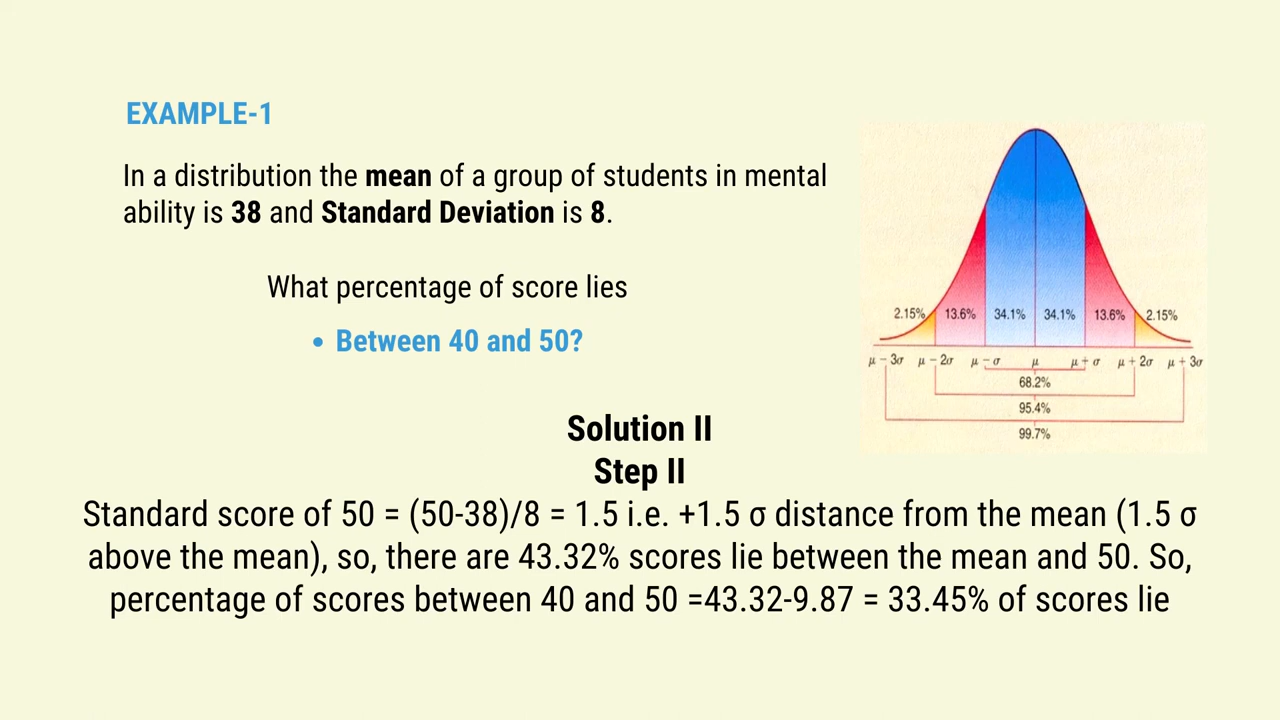 EXAMPLE-1
In a distribution the mean of a group of students in mental
ability is 38 and Standard Deviation is 8.
What percentage of score lies
• Between 40 and 50?
2.15% 13.6% 34.1% 34.1% 13.6% 2.15%
μ − 3σ μ − 2σ μ − σ μ μ + σ μ + 2σ μ + 3σ
68.2%
95.4%
99.7%
Solution II
Step II
Standard score of 50 = (50-38)/8 = 1.5 i.e. +1.5 σ distance from the mean (1.5 σ
above the mean), so, there are 43.32% scores lie between the mean and 50. So,
percentage of scores between 40 and 50 =43.32-9.87 = 33.45% of scores lie